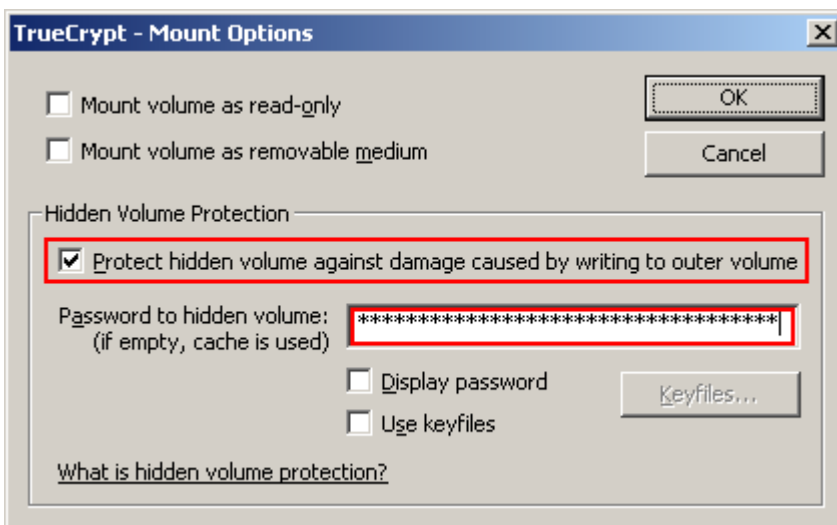 TrueCrypt - Mount Options
Mount volume as read-only
OK
Mount volume as removable medium
Cancel
Hidden Volume Protection
Protect hidden volume against damage caused by writing to outer volume
Password to hidden volume:
(if empty, cache is used)
***********************************
Display password
Keyfiles...
Use keyfiles
What is hidden volume protection?